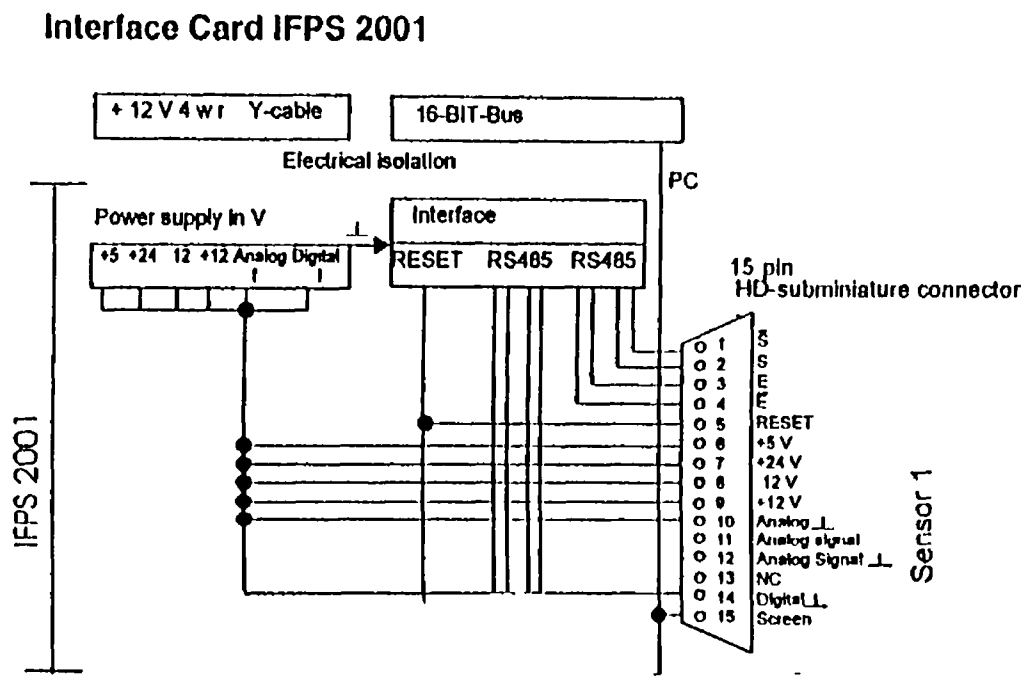 Interface Card IFPS 2001
+ 12 V 4 w r Y-cable
16-BIT-Bus
Electrical isolation
PC
Power supply in V
Interface
+5 +24 12 +12 Analog Digital
RESET RS485 RS485
15 pin
HD-subminiature connector
1 S̄
2 S
3 E
4 Ē
5 RESET
6 +5 V
7 +24 V
8 12 V
9 +12 V
10 Analog ⊥
11 Analog signal
12 Analog Signal ⊥
13 NC
14 Digital ⊥
15 Screen
IFPS 2001
Sensor 1